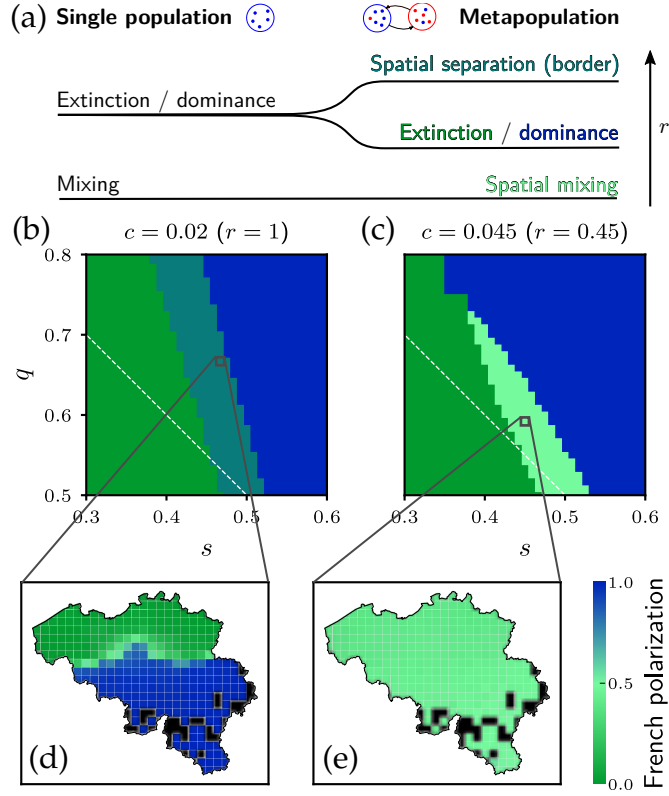 (a) Single population Metapopulation
Spatial separation (border)
Extinction / dominance
Extinction / dominance
r
Mixing Spatial mixing
(b) c = 0.02 (r = 1) (c) c = 0.045 (r = 0.45)
0.8
0.7
q
0.6
0.5
0.3 0.4 0.5 0.6 0.3 0.4 0.5 0.6
s s
(d) (e)
1.0
0.5
0.0
French polarization